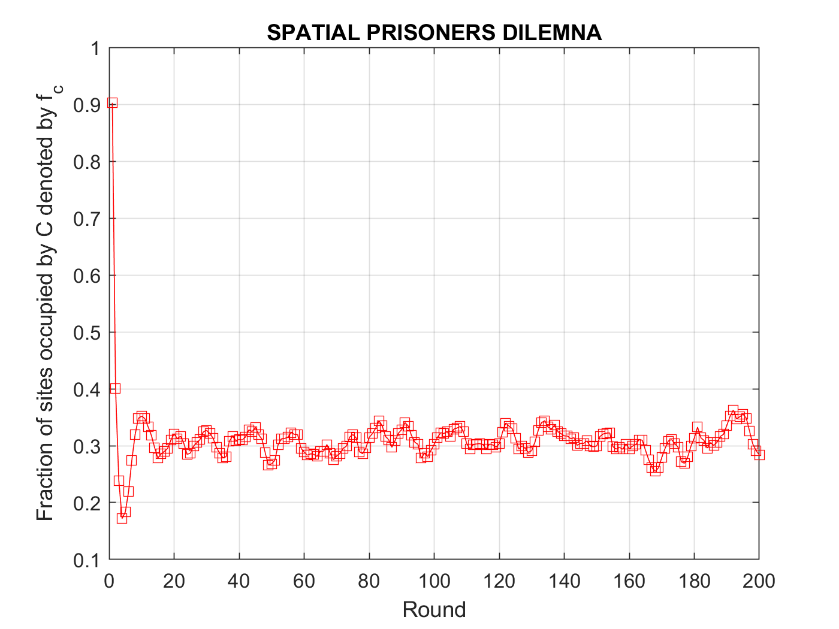 SPATIAL PRISONERS DILEMNA
Fraction of sites occupied by C denoted by f_c
1
0.9
0.8
0.7
0.6
0.5
0.4
0.3
0.2
0.1
0 20 40 60 80 100 120 140 160 180 200
Round